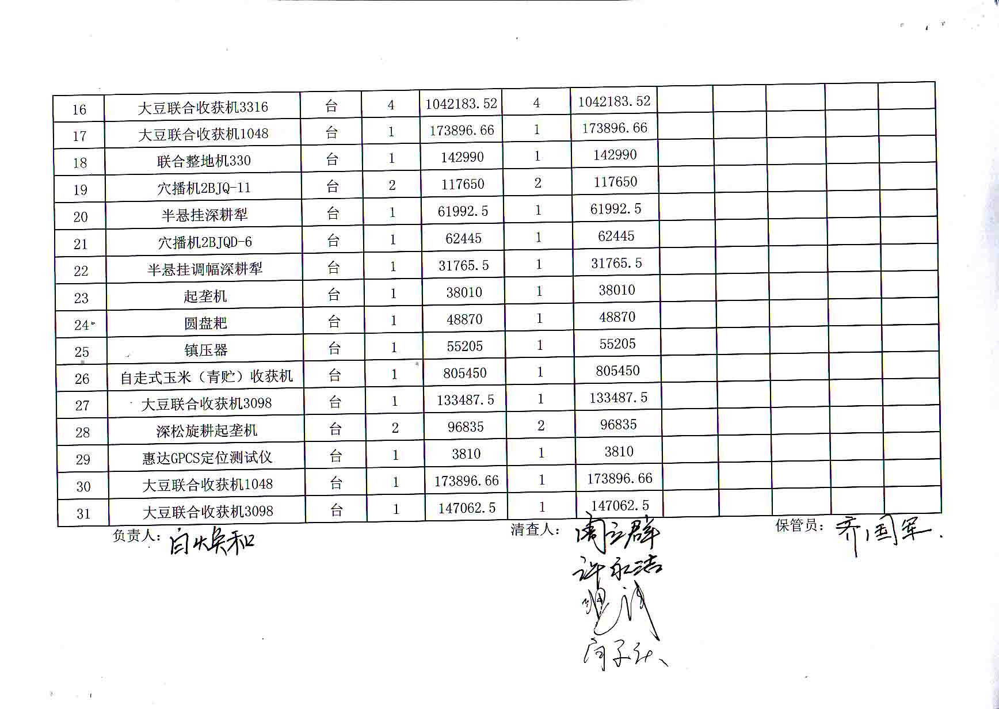 16 大豆联合收获机3316 台 4 1042183.52 4 1042183.52
17 大豆联合收获机1048 台 1 173896.66 1 173896.66
18 联合整地机330 台 1 142990 1 142990
19 穴播机2BJQ-11 台 2 117650 2 117650
20 半悬挂深耕犁 台 1 61992.5 1 61992.5
21 穴播机2BJQD-6 台 1 62445 1 62445
22 半悬挂调幅深耕犁 台 1 31765.5 1 31765.5
23 起垄机 台 1 38010 1 38010
24 圆盘耙 台 1 48870 1 48870
25 镇压器 台 1 55205 1 55205
26 自走式玉米（青贮）收获机 台 1 805450 1 805450
27 大豆联合收获机3098 台 1 133487.5 1 133487.5
28 深松旋耕起垄机 台 2 96835 2 96835
29 惠达GPCS定位测试仪 台 1 3810 1 3810
30 大豆联合收获机1048 台 1 173896.66 1 173896.66
31 大豆联合收获机3098 台 1 147062.5 1 147062.5
负责人：白焕和 清查人：周立群 保管员：齐国军.
许永洁